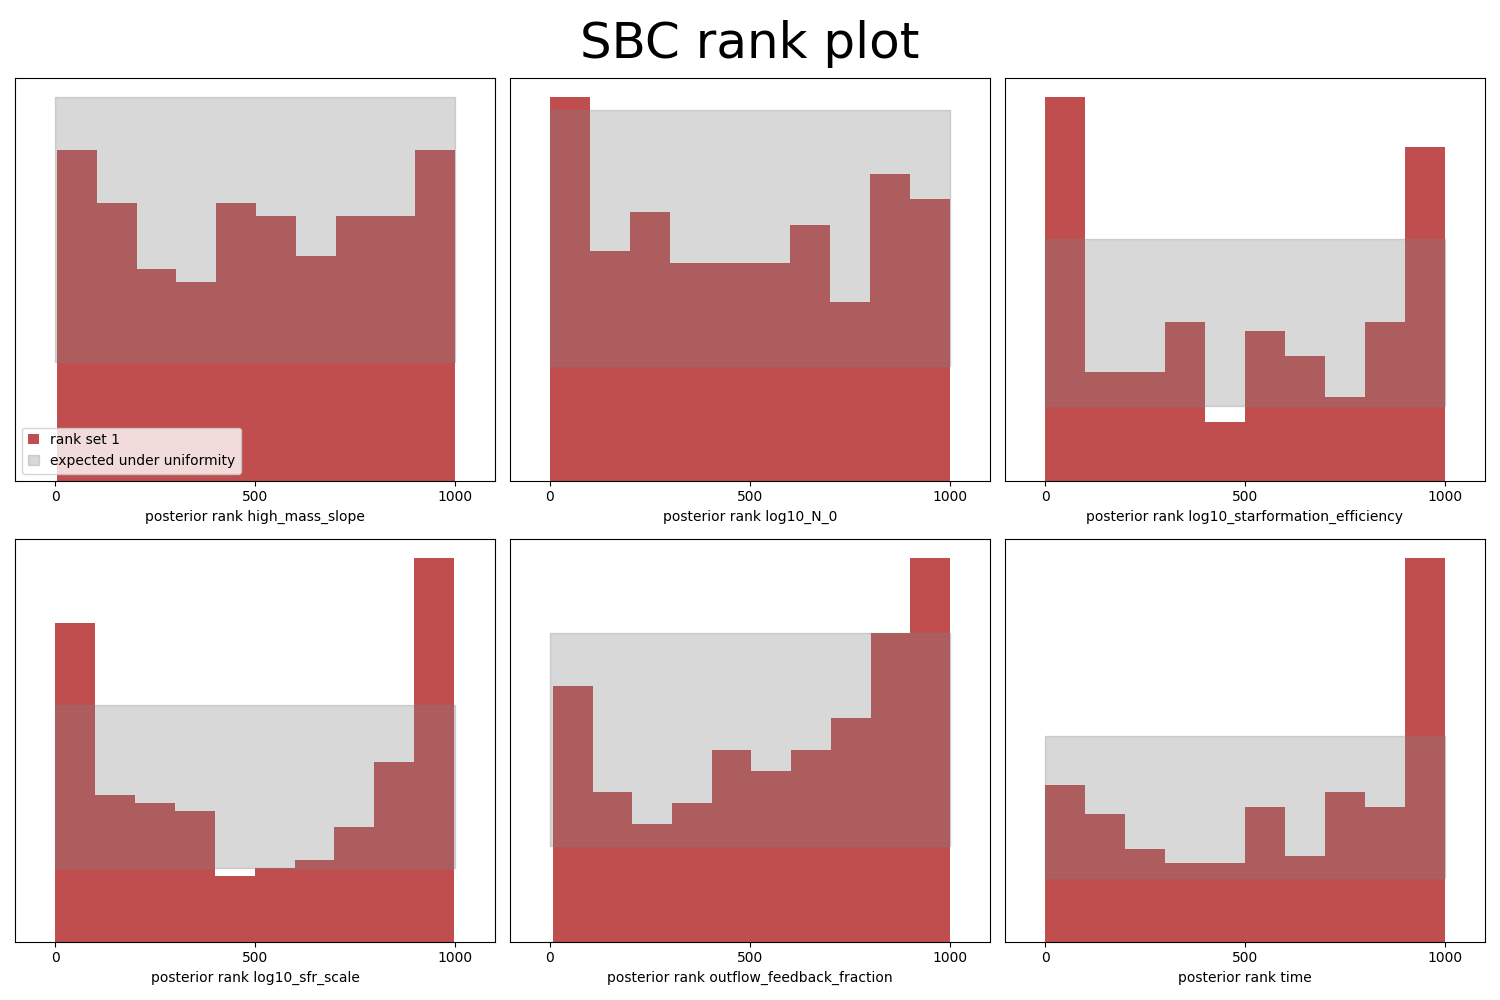 SBC rank plot
rank set 1
expected under uniformity
0 500 1000
posterior rank high_mass_slope
0 500 1000
posterior rank log10_N_0
0 500 1000
posterior rank log10_starformation_efficiency
0 500 1000
posterior rank log10_sfr_scale
0 500 1000
posterior rank outflow_feedback_fraction
0 500 1000
posterior rank time